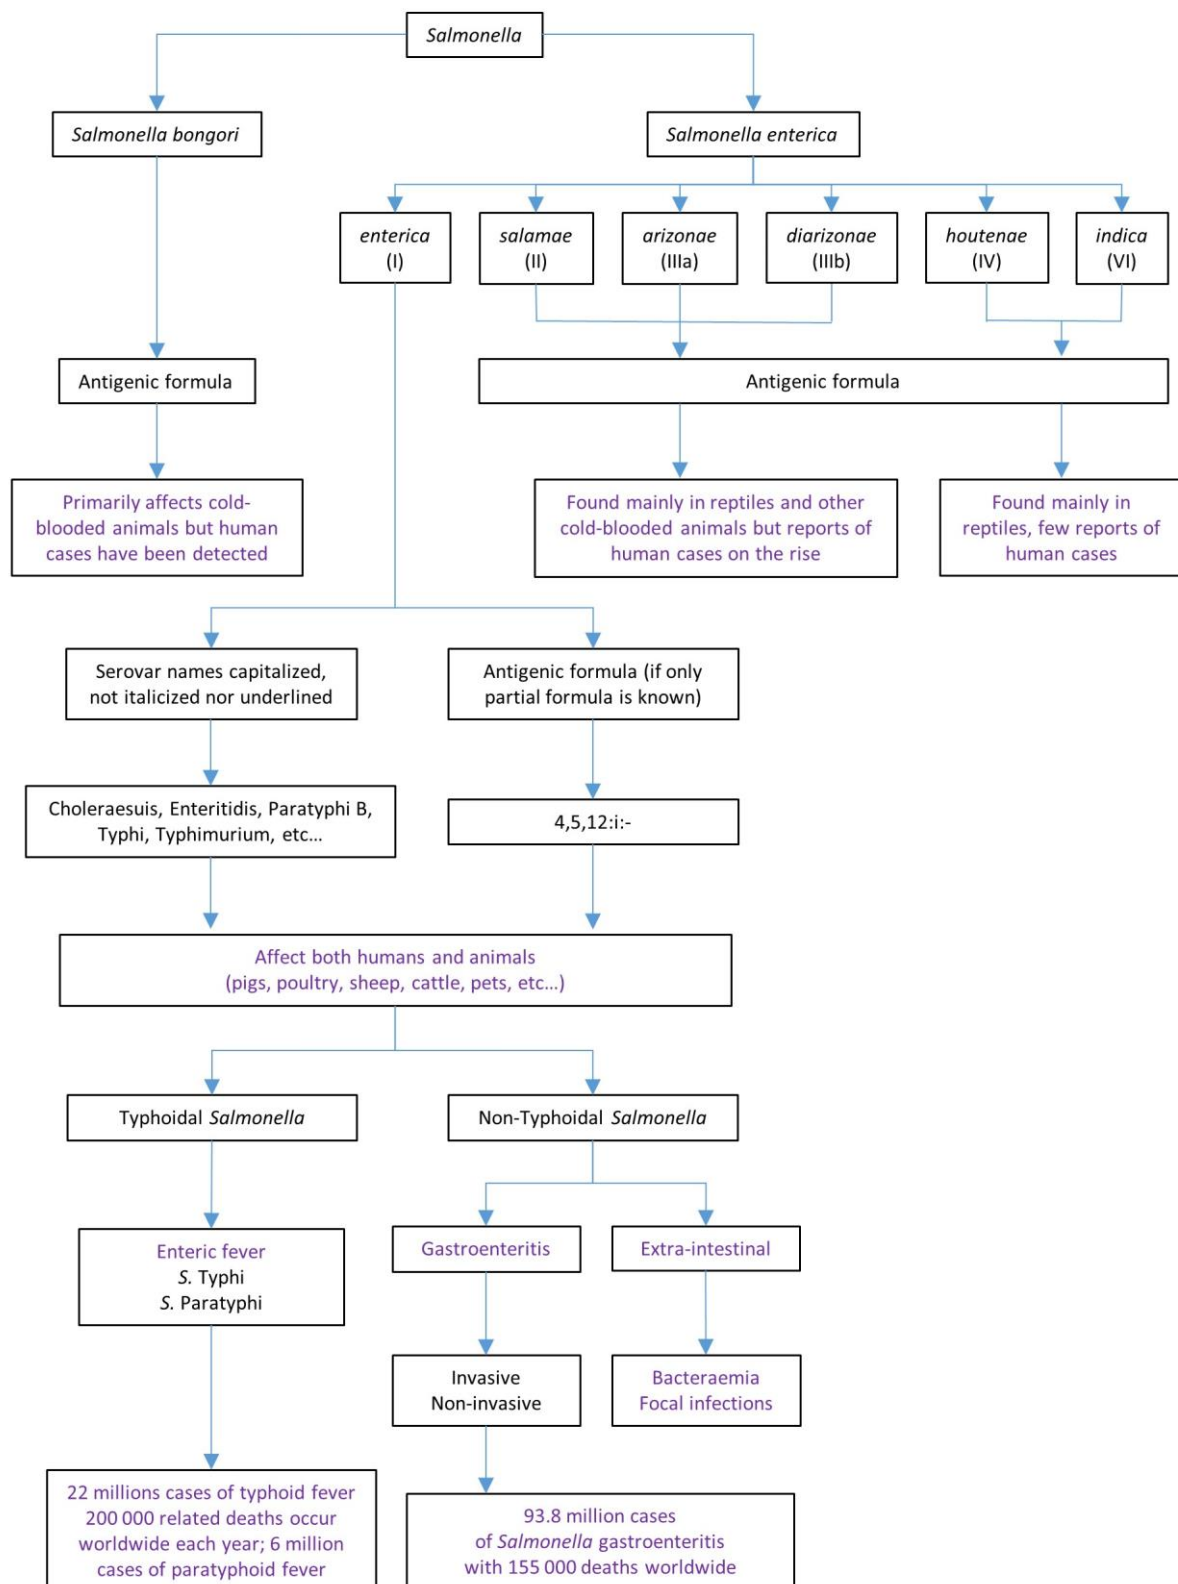 Salmonella
Salmonella bongori
Salmonella enterica
enterica
(I)
salamae
(II)
arizonae
(IIIa)
diarizonae
(IIIb)
houtenae
(IV)
indica
(VI)
Antigenic formula
Antigenic formula
Primarily affects cold-
blooded animals but human
cases have been detected
Found mainly in reptiles and other
cold-blooded animals but reports of
human cases on the rise
Found mainly in
reptiles, few reports of
human cases
Serovar names capitalized,
not italicized nor underlined
Antigenic formula (if only
partial formula is known)
Choleraesuis, Enteritidis, Paratyphi B,
Typhi, Typhimurium, etc...
4,5,12:i:-
Affect both humans and animals
(pigs, poultry, sheep, cattle, pets, etc...)
Typhoidal Salmonella
Non-Typhoidal Salmonella
Enteric fever
S. Typhi
S. Paratyphi
Gastroenteritis
Extra-intestinal
Invasive
Non-invasive
Bacteraemia
Focal infections
22 millions cases of typhoid fever
200 000 related deaths occur
worldwide each year; 6 million
cases of paratyphoid fever
93.8 million cases
of Salmonella gastroenteritis
with 155 000 deaths worldwide